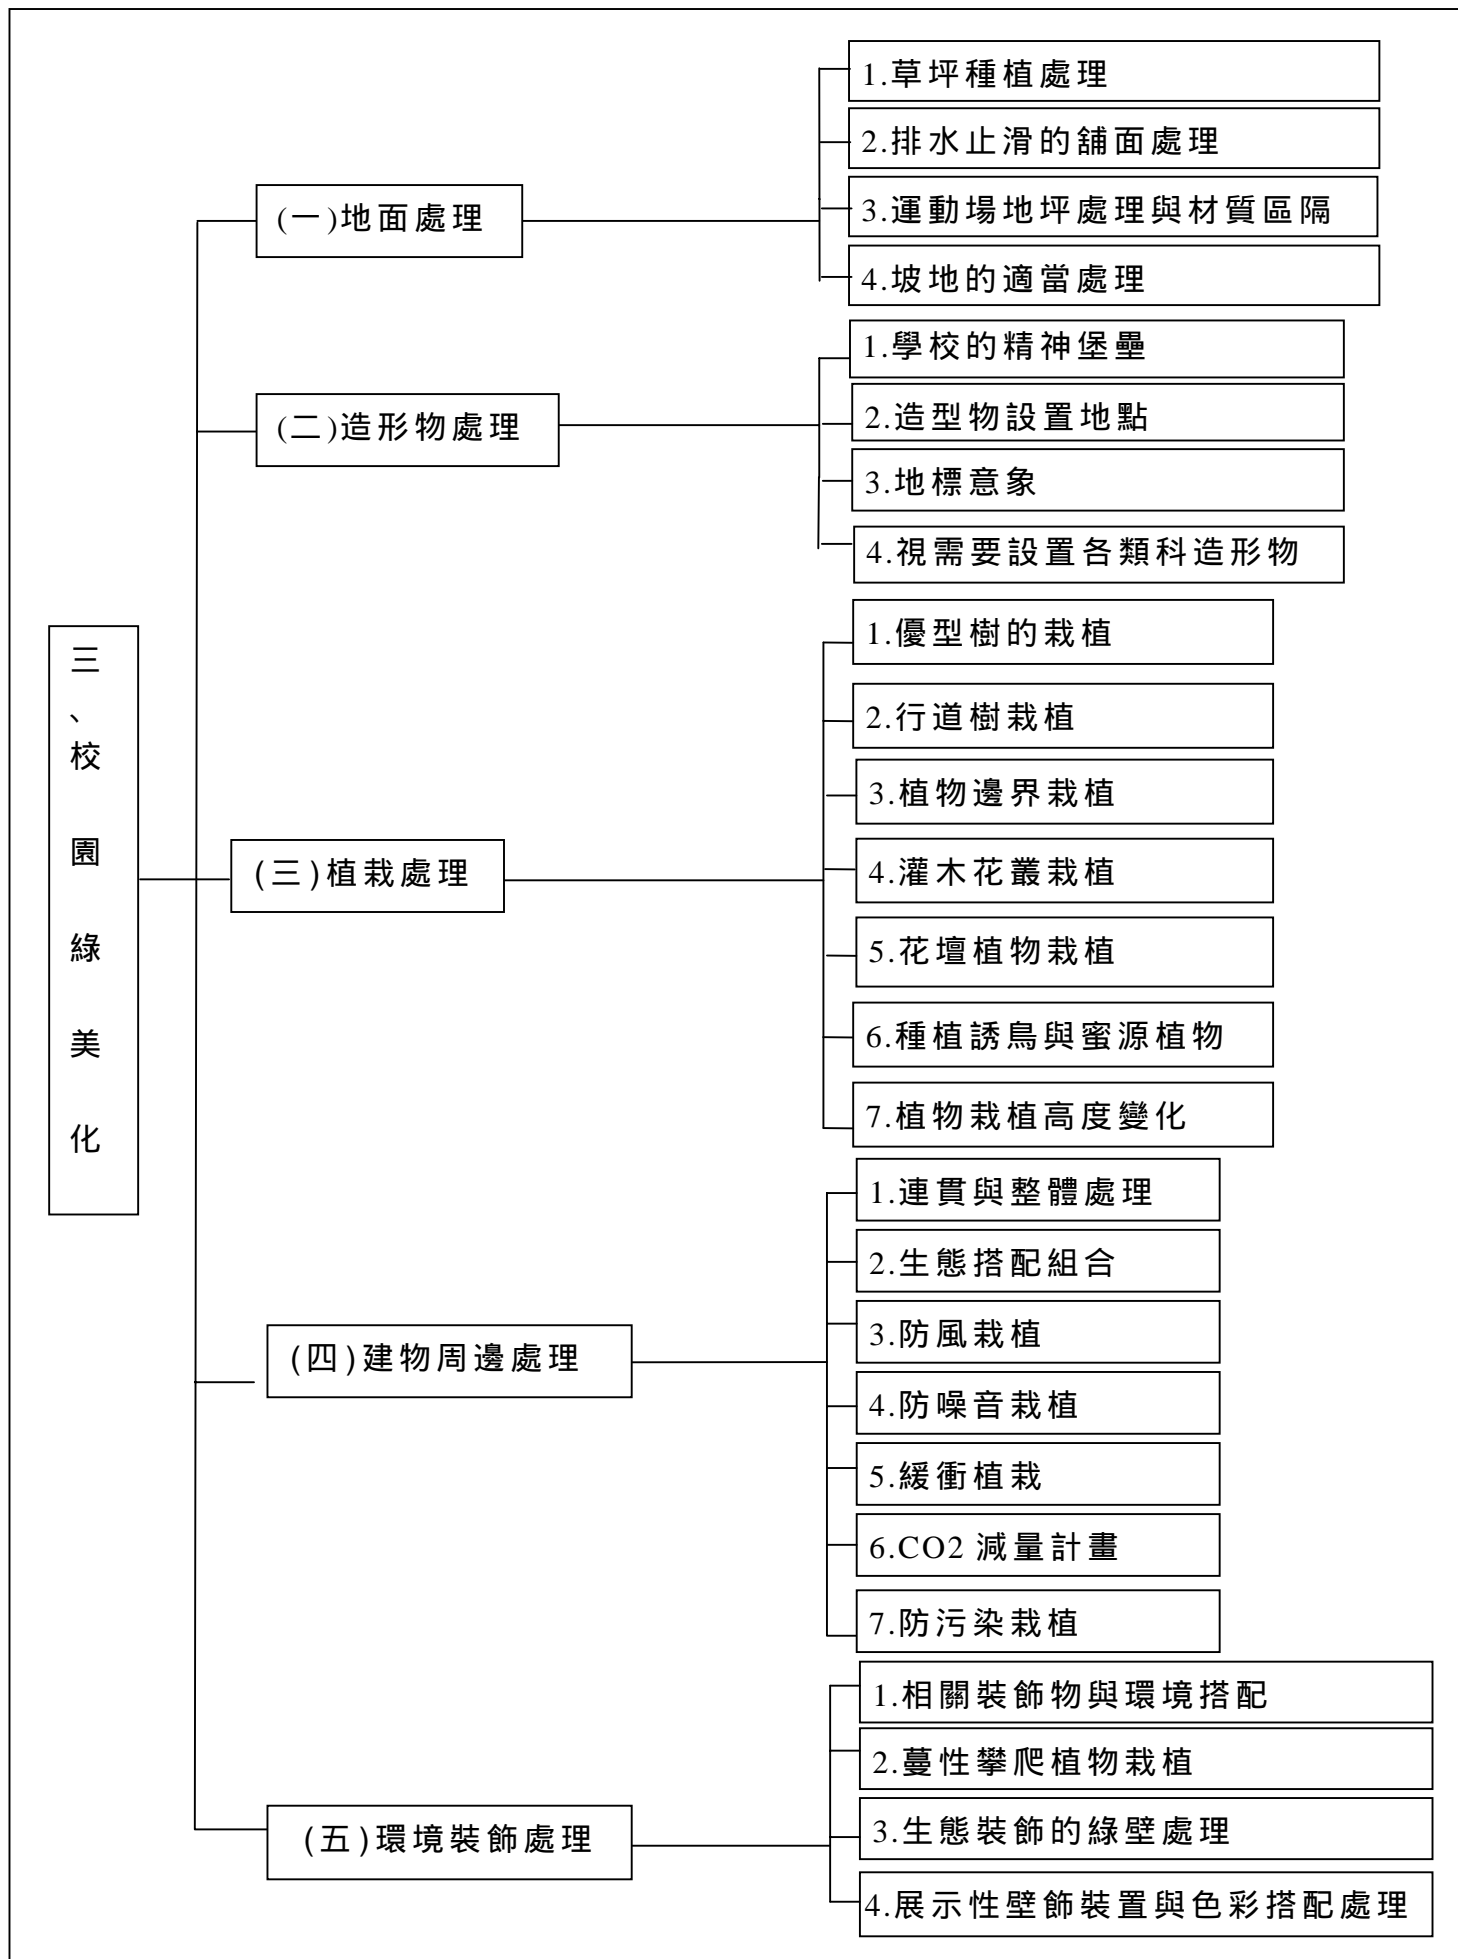 三、校園綠美化
(一)地面處理
1.草坪種植處理
2.排水止滑的舖面處理
3.運動場地坪處理與材質區隔
4.坡地的適當處理
(二)造形物處理
1.學校的精神堡壘
2.造型物設置地點
3.地標意象
4.視需要設置各類科造形物
(三)植栽處理
1.優型樹的栽植
2.行道樹栽植
3.植物邊界栽植
4.灌木花叢栽植
5.花壇植物栽植
6.種植誘鳥與蜜源植物
7.植物栽植高度變化
(四)建物周邊處理
1.連貫與整體處理
2.生態搭配組合
3.防風栽植
4.防噪音栽植
5.緩衝植栽
6.CO2 減量計畫
7.防污染栽植
(五)環境裝飾處理
1.相關裝飾物與環境搭配
2.蔓性攀爬植物栽植
3.生態裝飾的綠壁處理
4.展示性壁飾裝置與色彩搭配處理